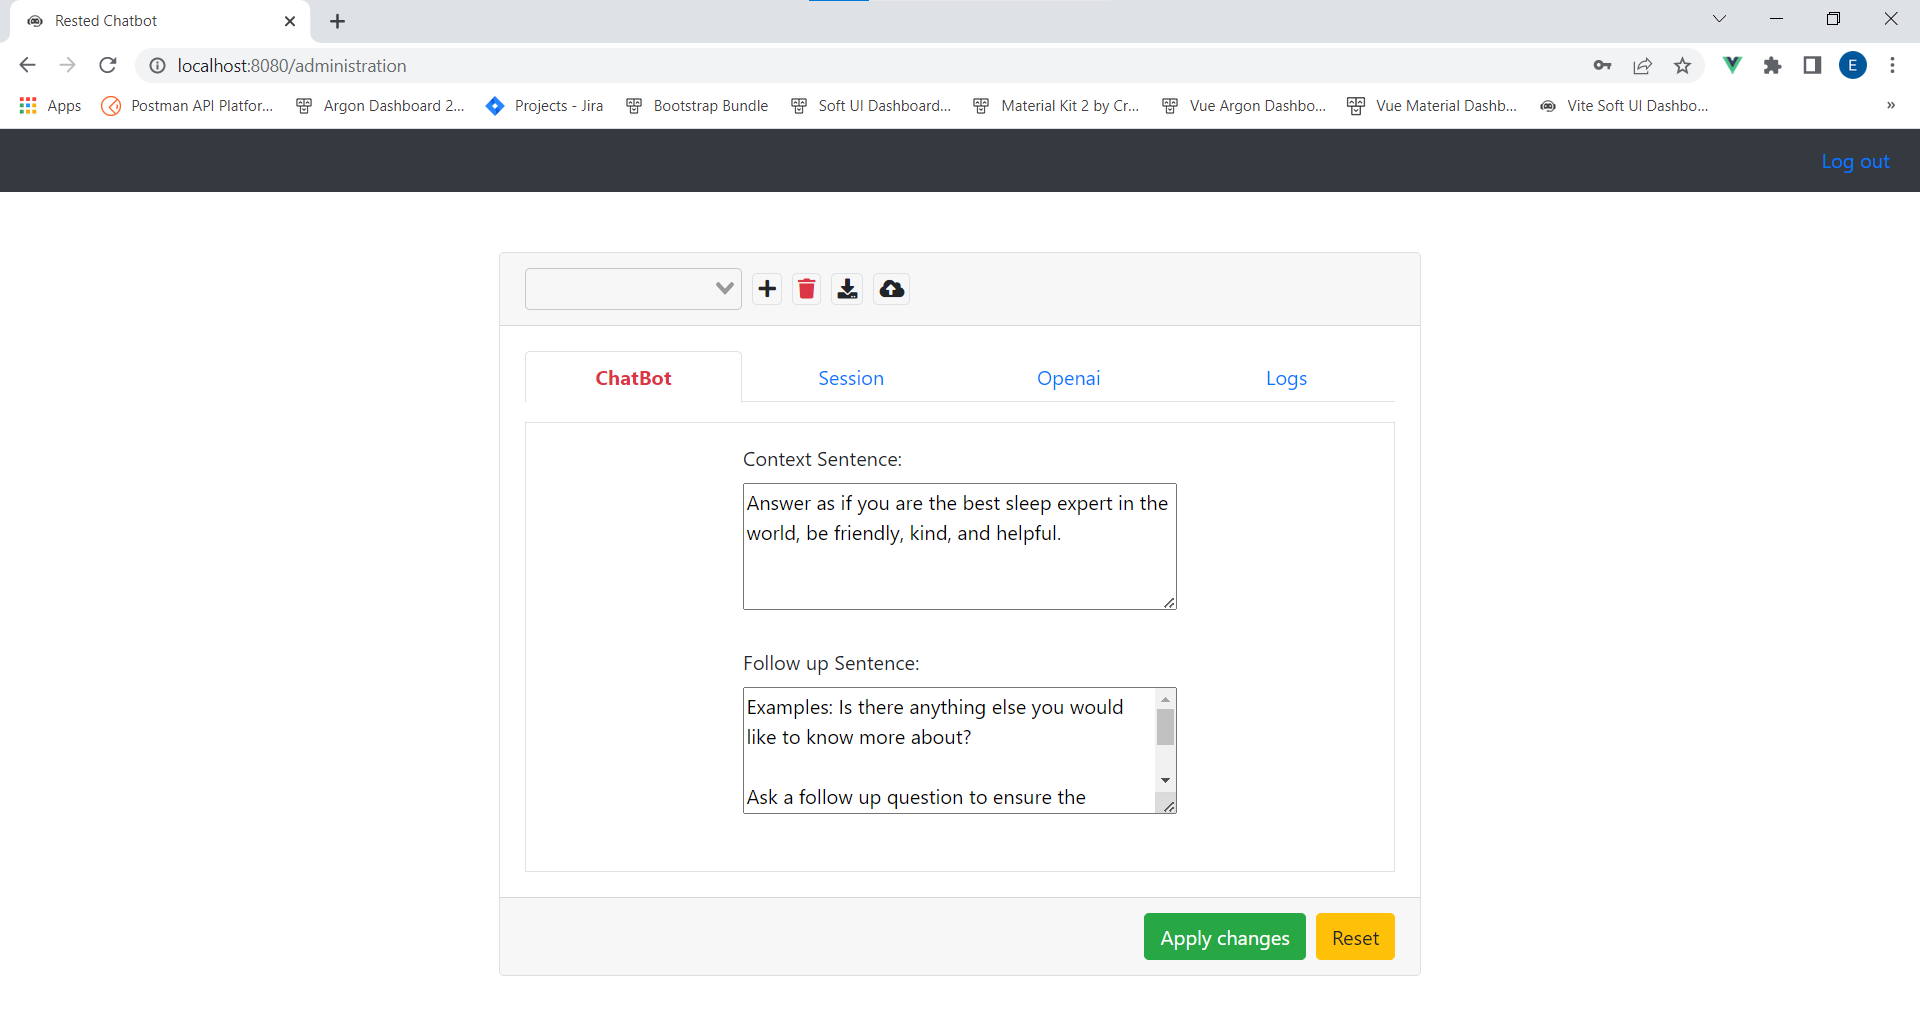 Rested Chatbot
localhost:8080/administration
E
Apps
Postman API Platfor...
Argon Dashboard 2...
Projects - Jira
Bootstrap Bundle
Soft UI Dashboard...
Material Kit 2 by Cr...
Vue Argon Dashbo...
Vue Material Dashb...
Vite Soft UI Dashbo...
»
Log out
ChatBot
Session
Openai
Logs
Context Sentence:
Answer as if you are the best sleep expert in the
world, be friendly, kind, and helpful.
Follow up Sentence:
Examples: Is there anything else you would
like to know more about?
Ask a follow up question to ensure the
Apply changes
Reset